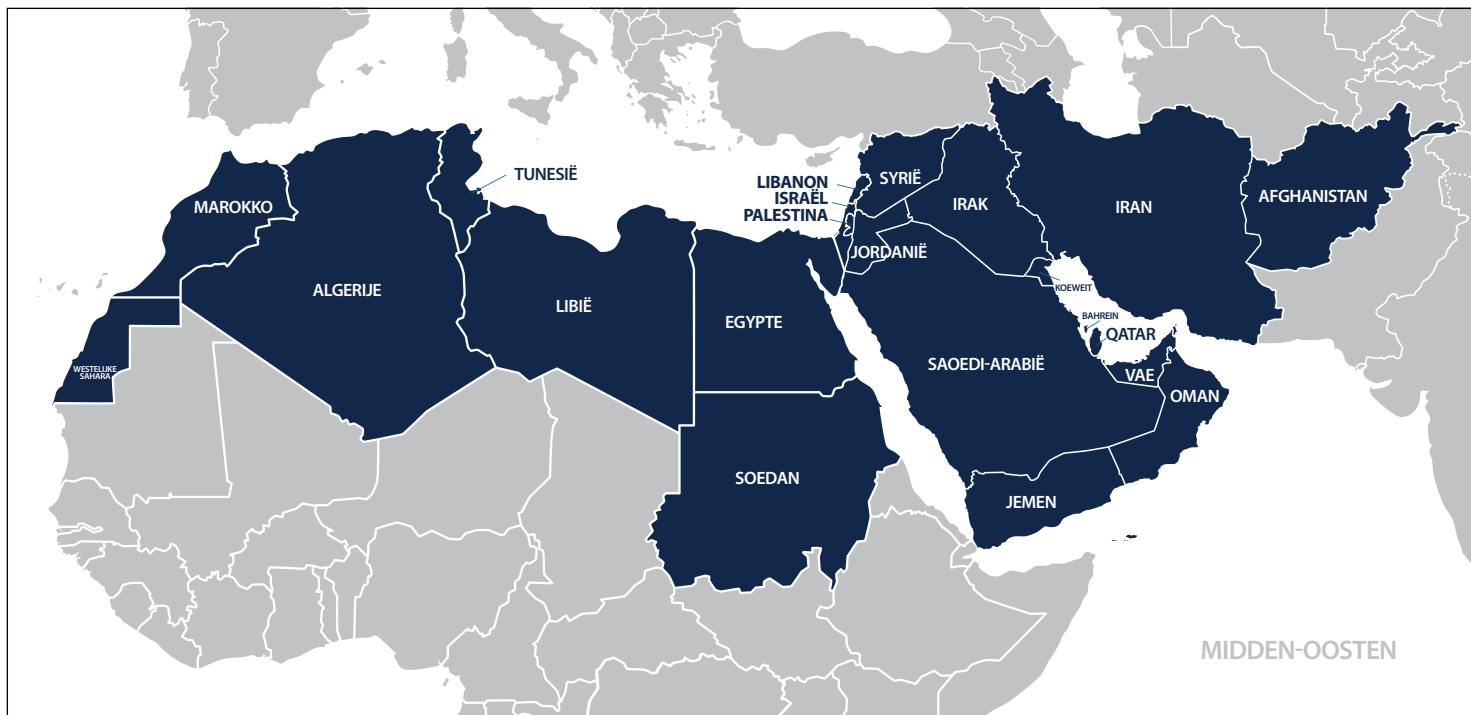 TUNESIË
MAROKKO
ALGERIJE
LIBIË
WESTELIJKE
SAHARA
EGYPTE
SOEDAN
LIBANON
ISRAËL
PALESTINA
SYRIË
JORDANIË
IRAK
IRAN
AFGHANISTAN
KOEWEIT
BAHREIN
QATAR
SAOEDI-ARABIË
VAE
OMAN
JEMEN
MIDDEN-OOSTEN